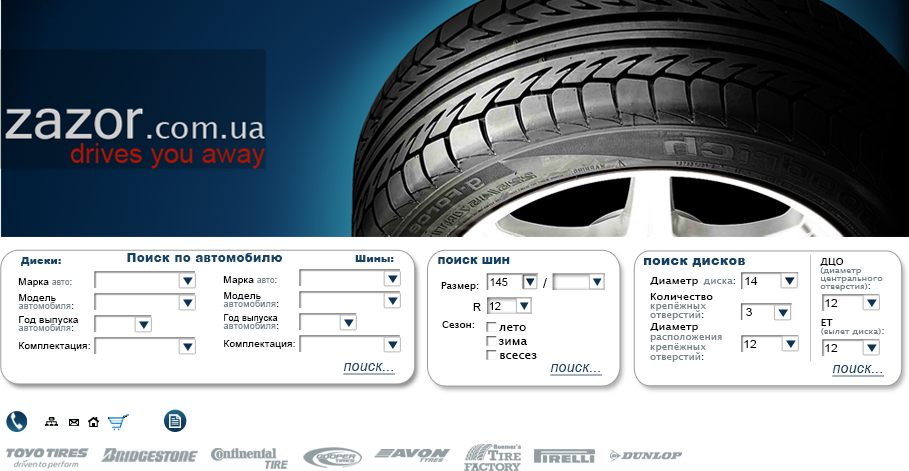 zazor.com.ua
drives you away
g-FORCE
Диски:
Поиск по автомобилю
Шины:
Марка авто:
Модель
автомобиля:
Год выпуска
автомобиля:
Комплектация:
Марка авто:
Модель
автомобиля:
Год выпуска
автомобиля:
Комплектация:
поиск...
поиск шин
Размер:
145
/
R
12
Сезон:
лето
зима
всесез
поиск...
поиск дисков
Диаметр диска:
14
Количество
крепёжных
отверстий:
3
Диаметр
расположения
крепёжных
отверстий:
12
ДЦО
(диаметр
центрального
отверстия):
12
ET
(вылет диска):
12
поиск...
TOYO TIRES
driven to perform
BRIDGESTONE
Continental
TIRE
COOPER
TIRES
AVON
TYRES
TIRE
FACTORY
PIRELLI
DUNLOP